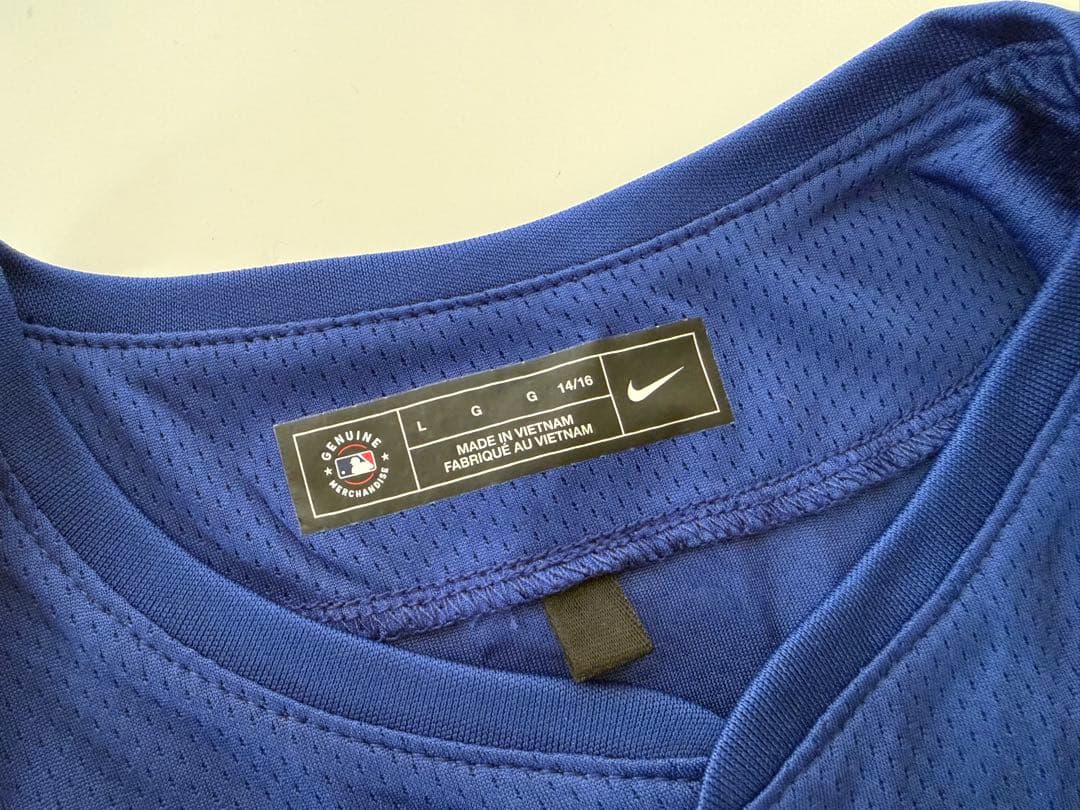 GENUINE
MERCHANDISE
L G G 14/16
MADE IN VIETNAM
FABRIQUÉ AU VIETNAM